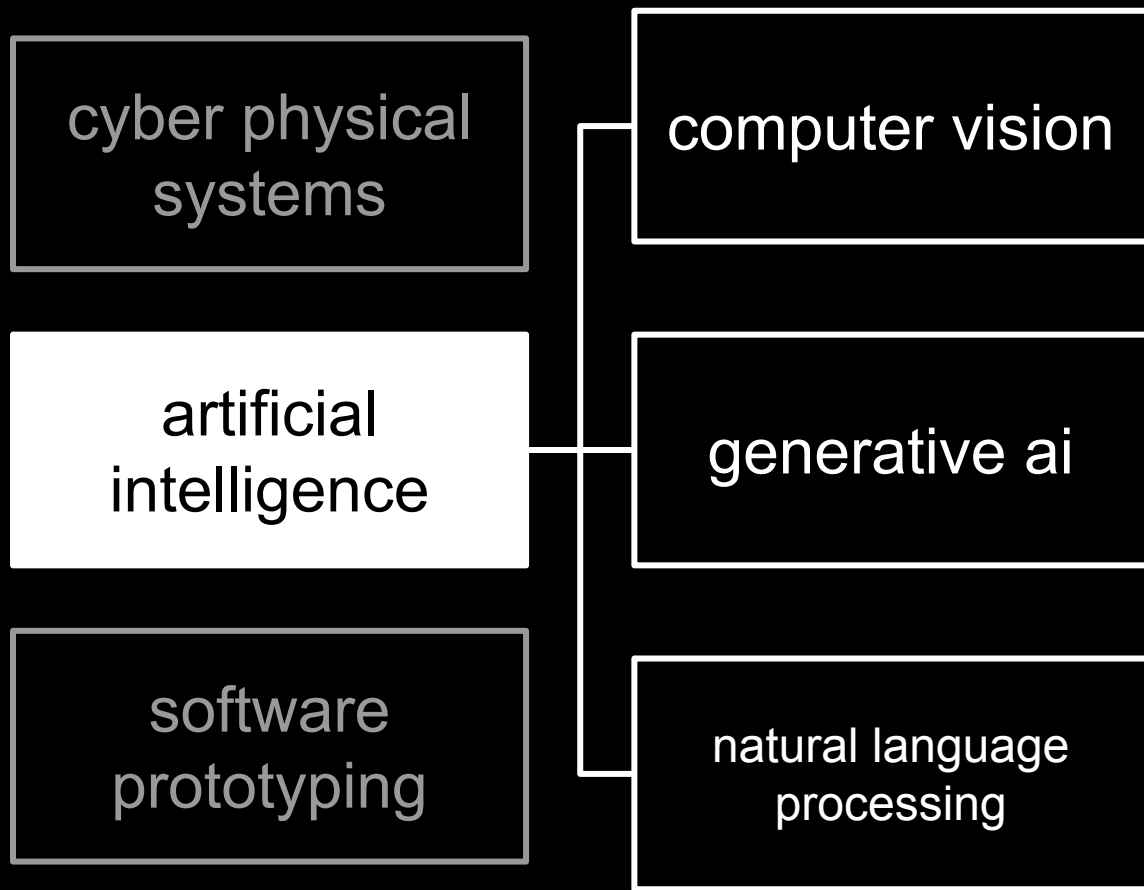 cyber physical
systems
artificial
intelligence
software
prototyping
computer vision
generative ai
natural language
processing